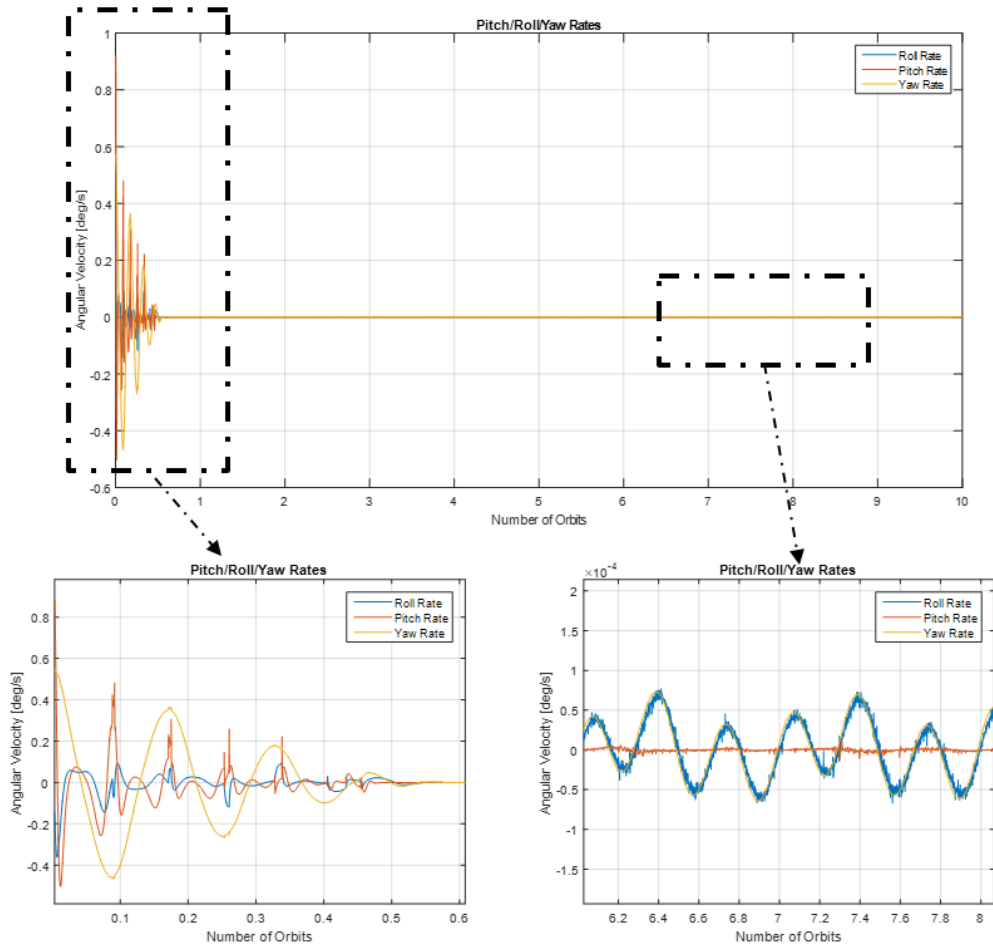 Pitch/Roll/Yaw Rates
1
0.8
0.6
0.4
0.2
0
-0.2
-0.4
-0.6
Angular Velocity [deg/s]
Roll Rate
Pitch Rate
Yaw Rate
0 1 2 3 4 5 6 7 8 9 10
Number of Orbits
Pitch/Roll/Yaw Rates
0.8
0.6
0.4
0.2
0
-0.2
-0.4
Angular Velocity [deg/s]
Roll Rate
Pitch Rate
Yaw Rate
0.1 0.2 0.3 0.4 0.5 0.6
Number of Orbits
×10⁻⁴
Pitch/Roll/Yaw Rates
2
1.5
1
0.5
0
-0.5
-1
-1.5
Angular Velocity [deg/s]
Roll Rate
Pitch Rate
Yaw Rate
6.2 6.4 6.6 6.8 7 7.2 7.4 7.6 7.8 8
Number of Orbits